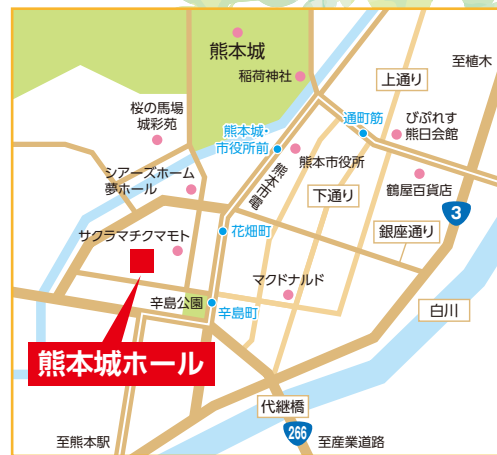 熊本城
稲荷神社
上通り
至植木
桜の馬場
城彩苑
熊本城・
市役所前
通町筋
びぷれす
熊日会館
熊本市役所
シアーズホーム
夢ホール
熊本市電
下通り
鶴屋百貨店
3
サクラマチクマモト
花畑町
銀座通り
マクドナルド
辛島公園
辛島町
白川
熊本城ホール
代継橋
266
至熊本駅
至産業道路